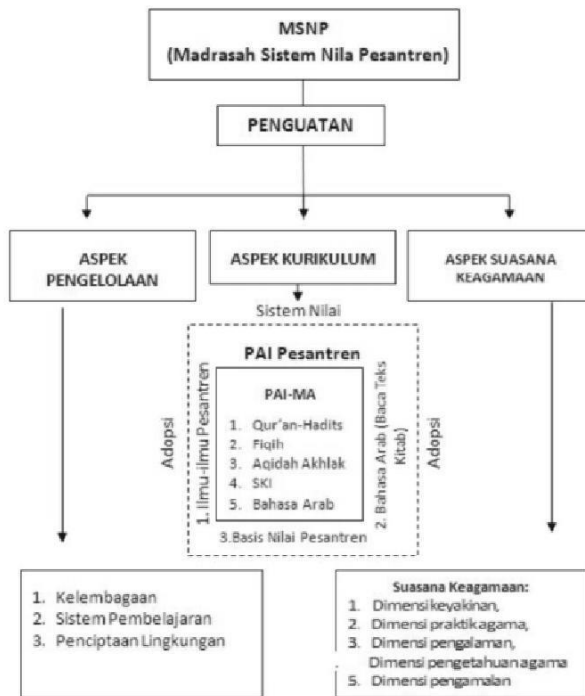 MSNP
(Madrasah Sistem Nila Pesantren)
PENGUATAN
ASPEK
PENGELOLAAN
ASPEK KURIKULUM
ASPEK SUASANA
KEAGAMAAN
Sistem Nilai
PAI Pesantren
Adopsi
1. Ilmu-ilmu Pesantren
PAI-MA
1. Qur'an-Hadits
2. Fiqih
3. Aqidah Akhlak
4. SKI
5. Bahasa Arab
2. Bahasa Arab (Baca Teks
Kitab)
Adopsi
3.Basis Nilai Pesantren
1. Kelembagaan
2. Sistem Pembelajaran
3. Penciptaan Lingkungan
Suasana Keagamaan:
1. Dimensi keyakinan,
2. Dimensi praktik agama,
3. Dimensi pengalaman,
. Dimensi pengetahuan agama
5. Dimensi pengamalan